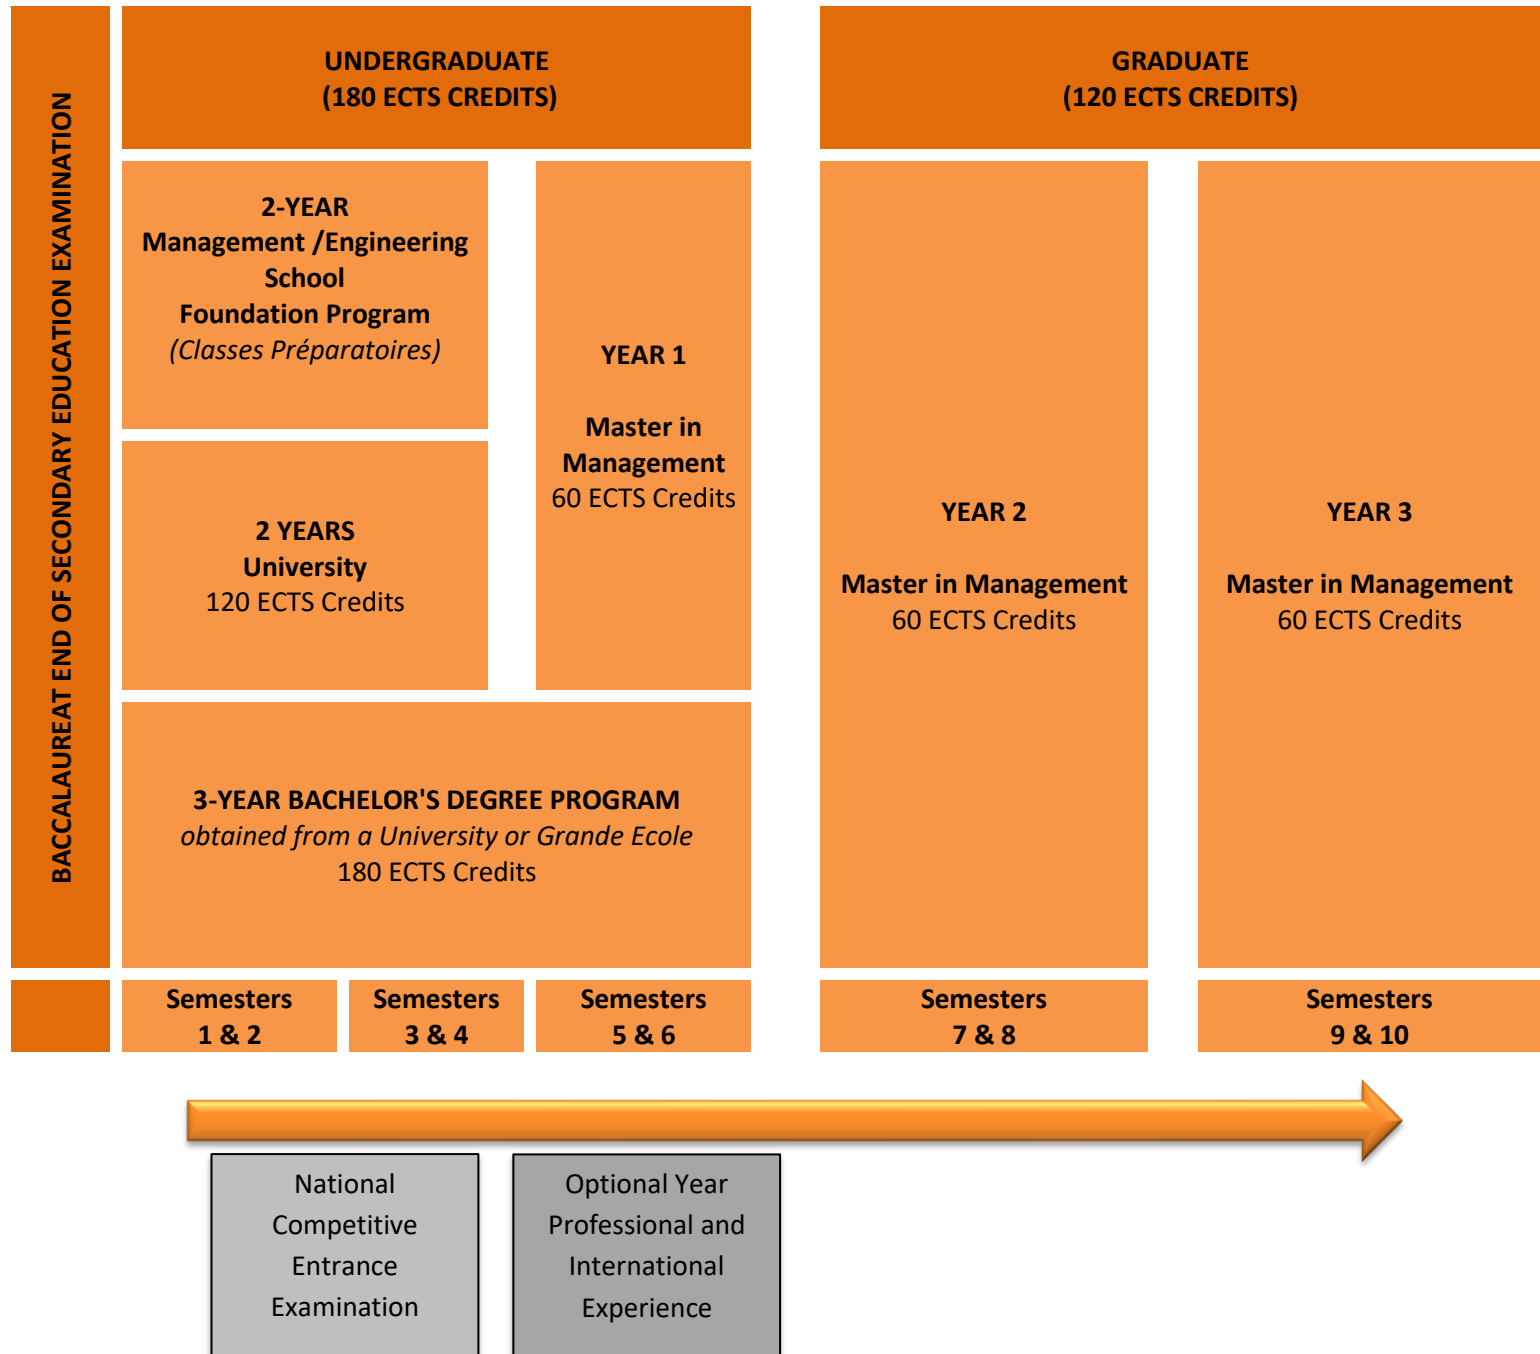 BACCALAUREAT END OF SECONDARY EDUCATION EXAMINATION
UNDERGRADUATE
(180 ECTS CREDITS)
GRADUATE
(120 ECTS CREDITS)
2-YEAR
Management /Engineering
School
Foundation Program
(Classes Préparatoires)
2 YEARS
University
120 ECTS Credits
YEAR 1
Master in
Management
60 ECTS Credits
3-YEAR BACHELOR'S DEGREE PROGRAM
obtained from a University or Grande Ecole
180 ECTS Credits
YEAR 2
Master in Management
60 ECTS Credits
YEAR 3
Master in Management
60 ECTS Credits
Semesters
1 & 2
Semesters
3 & 4
Semesters
5 & 6
Semesters
7 & 8
Semesters
9 & 10
National
Competitive
Entrance
Examination
Optional Year
Professional and
International
Experience